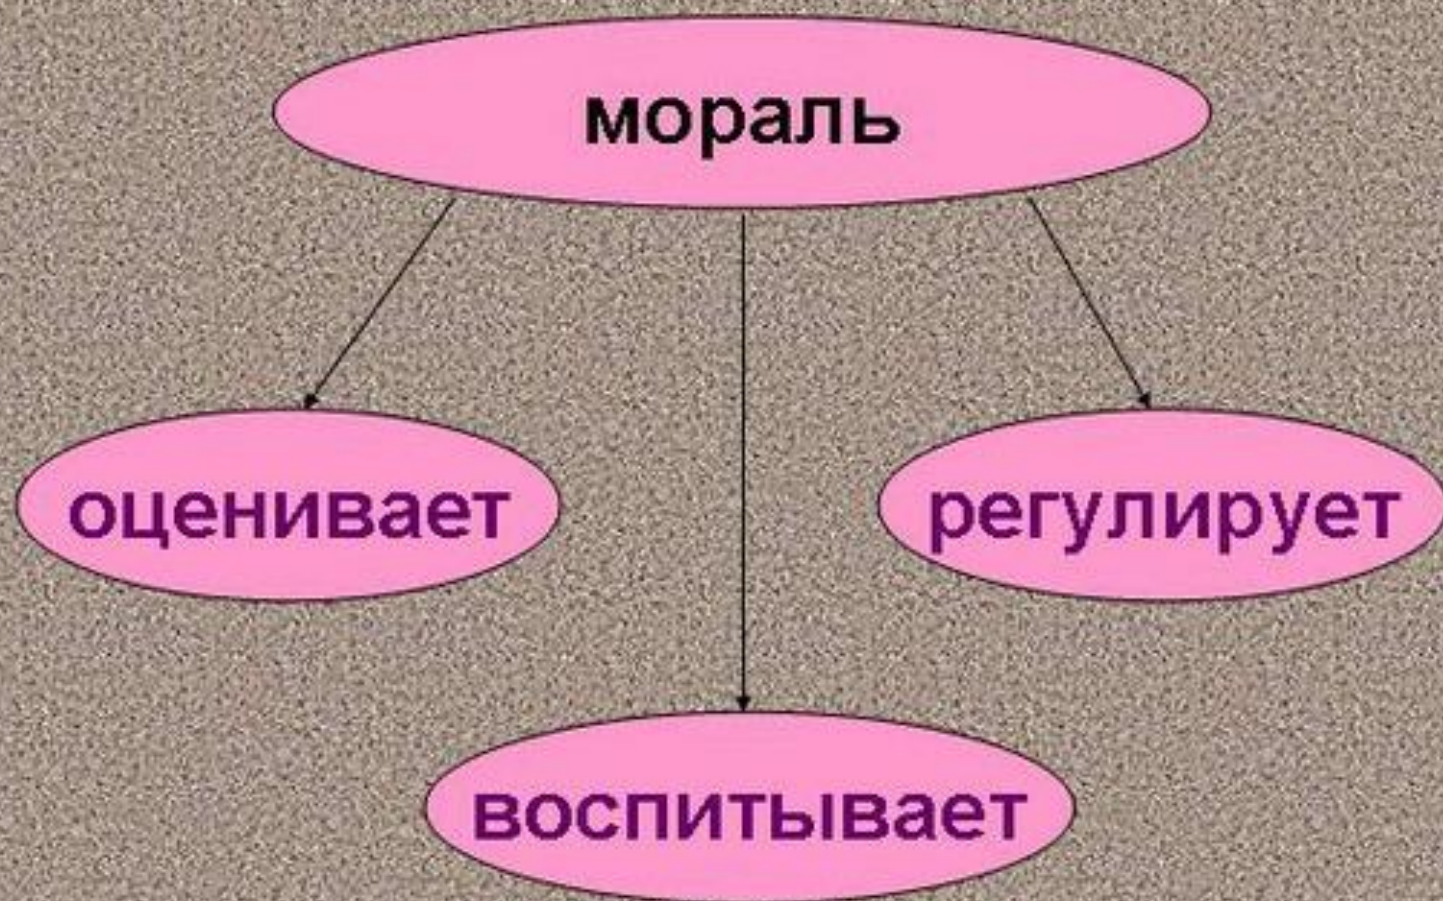 мораль
оценивает
регулирует
воспитывает